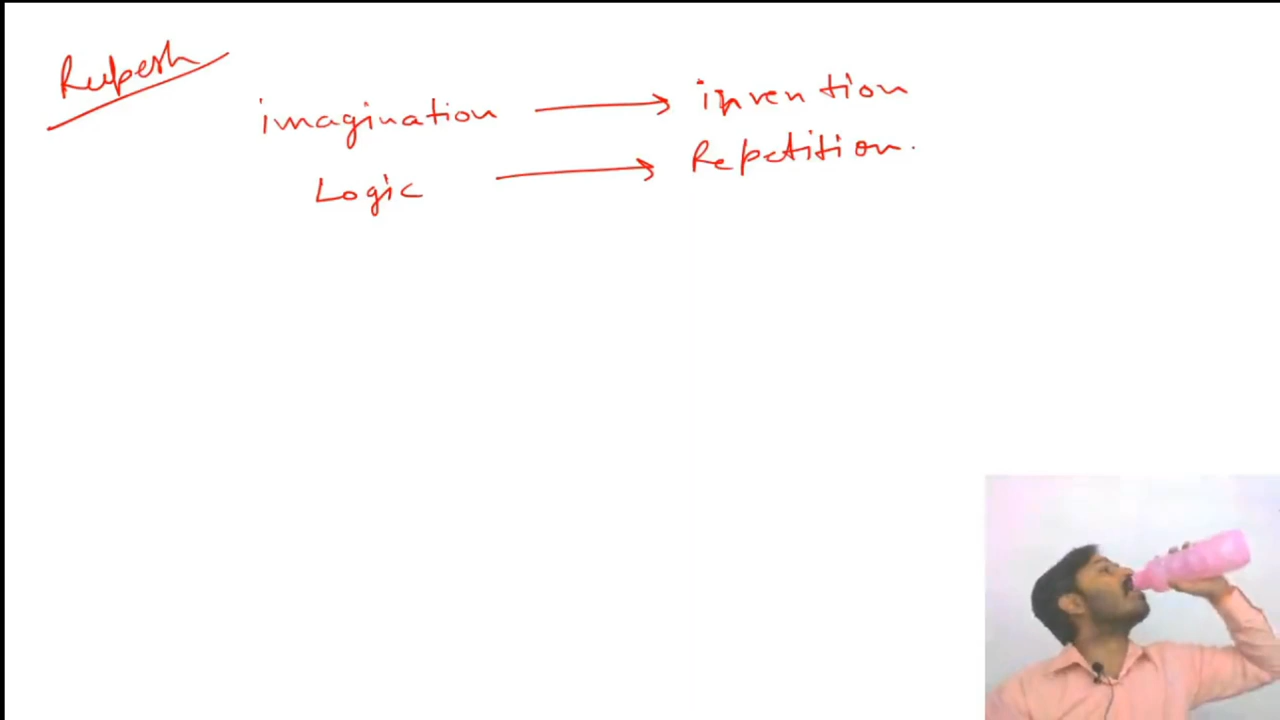 Rupesh
imagination → invention
Logic → Repetition.